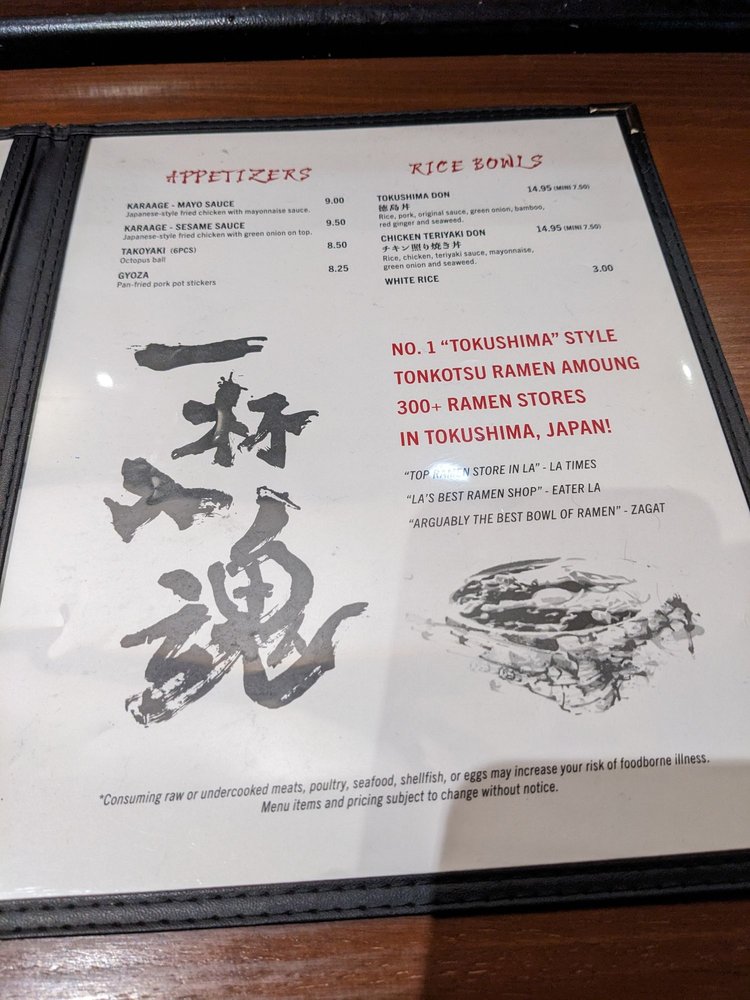 APPETIZERS
KARAAGE - MAYO SAUCE 9.00
Japanese-style fried chicken with mayonnaise sauce.
KARAAGE - SESAME SAUCE 9.50
Japanese-style fried chicken with green onion on top.
TAKOYAKI (6PCS) 8.50
Octopus ball
GYOZA 8.25
Pan-fried pork pot stickers
RICE BOWLS
TOKUSHIMA DON 14.95 (MINI 7.50)
徳島丼
Rice, pork, original sauce, green onion, bamboo,
red ginger and seaweed.
CHICKEN TERIYAKI DON 14.95 (MINI 7.50)
チキン照り焼き丼
Rice, chicken, teriyaki sauce, mayonnaise,
green onion and seaweed.
WHITE RICE 3.00
一
杯
入
魂
NO. 1 “TOKUSHIMA” STYLE
TONKOTSU RAMEN AMOUNG
300+ RAMEN STORES
IN TOKUSHIMA, JAPAN!
“TOP RAMEN STORE IN LA” - LA TIMES
“LA'S BEST RAMEN SHOP” - EATER LA
“ARGUABLY THE BEST BOWL OF RAMEN” - ZAGAT
*Consuming raw or undercooked meats, poultry, seafood, shellfish, or eggs may increase your risk of foodborne illness.
Menu items and pricing subject to change without notice.